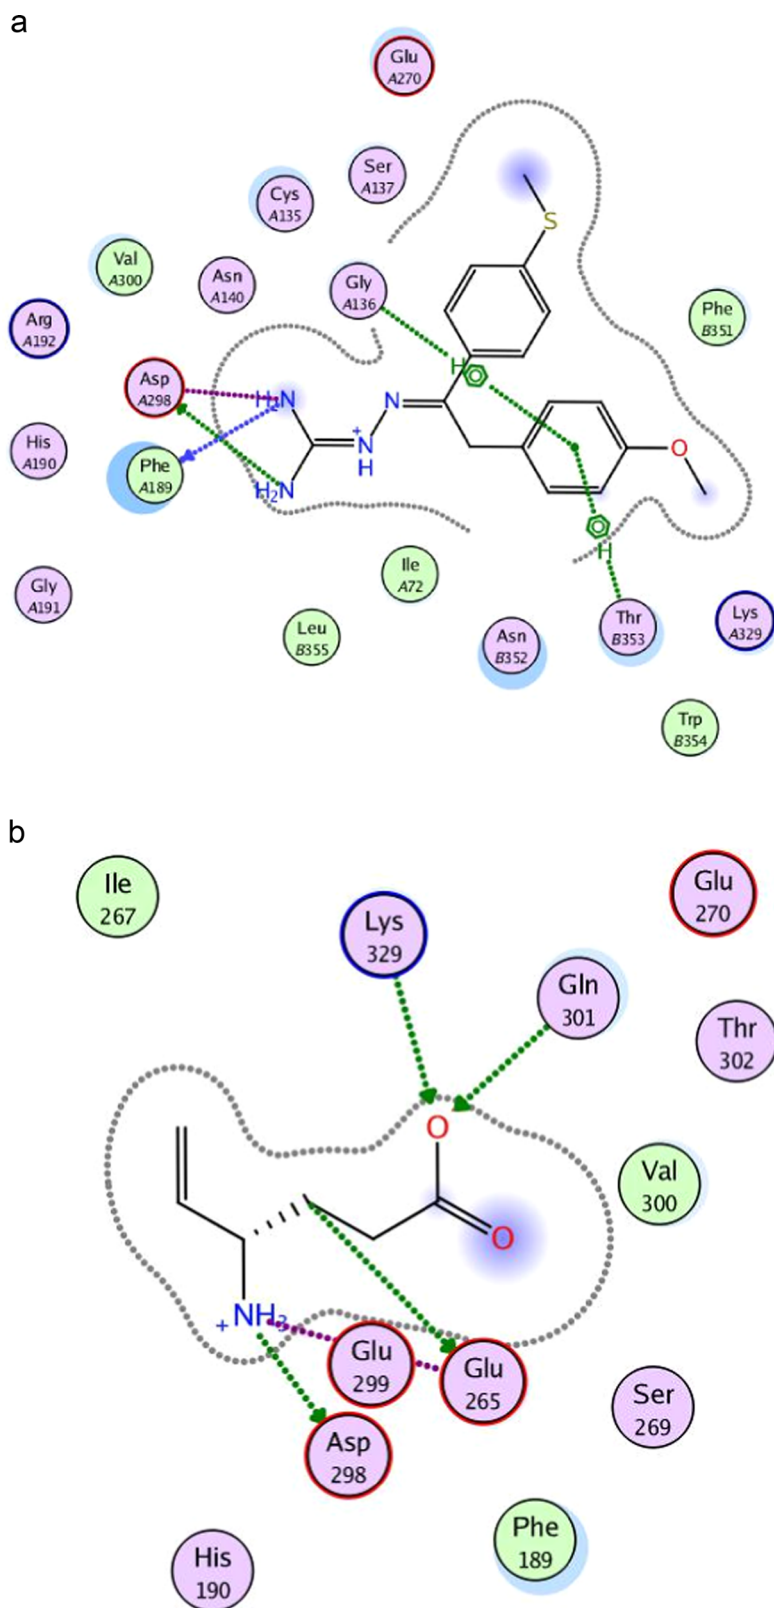 a
Glu
A270
Ser
A137
Cys
A135
S
Val
A300
Asn
A140
Gly
A136
Phe
B351
Arg
A192
H
Asp
A298
H₂N
N
His
A190
Phe
A189
+
N
H
O
H₂N
H
Ile
A72
Gly
A191
Leu
B355
Asn
B352
Thr
B353
Lys
A329
Trp
B354
b
Ile
267
Lys
329
Glu
270
Gln
301
Thr
302
O
Val
300
O
+NH₃
Glu
299
Glu
265
Ser
269
Asp
298
Phe
189
His
190